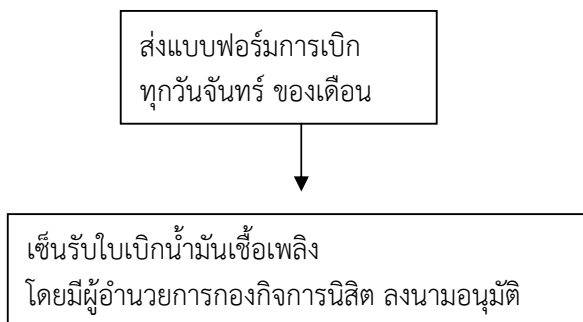 ส่งแบบฟอร์มการเบิก
ทุกวันจันทร์ ของเดือน
เซ็นรับใบเบิกน้ำมันเชื้อเพลิง
โดยมีผู้อำนวยการกองกิจการนิสิต ลงนามอนุมัติ